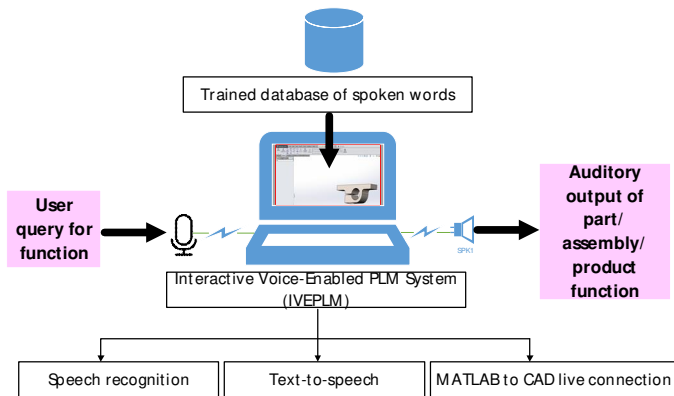 Trained database of spoken words
User
query for
function
SPK1
Auditory
output of
part/
assembly/
product
function
Interactive Voice-Enabled PLM System
(IVEPLM)
Speech recognition
Text-to-speech
MATLAB to CAD live connection